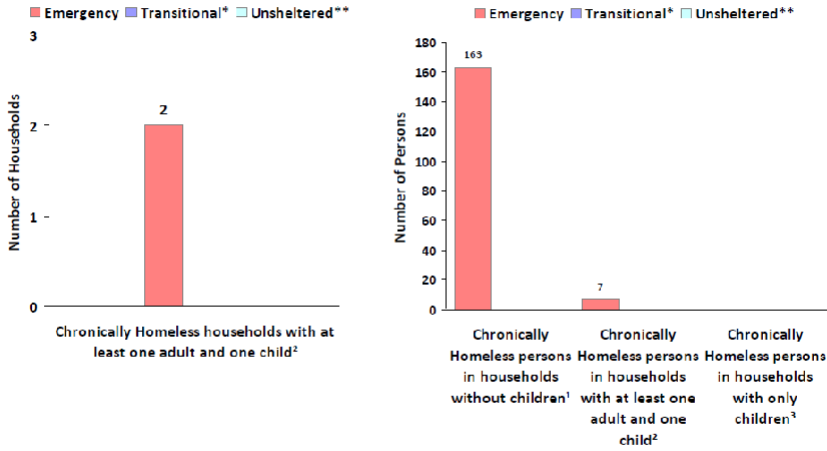 Emergency Transitional* Unsheltered**
3
2
1
0
Number of Households
2
Chronically Homeless households with at
least one adult and one child²
Emergency Transitional* Unsheltered**
180
160
140
120
100
80
60
40
20
0
Number of Persons
163
7
Chronically
Homeless persons
in households
without children¹
Chronically
Homeless persons
in households
with at least one
adult and one
child²
Chronically
Homeless persons
in households
with only
children³